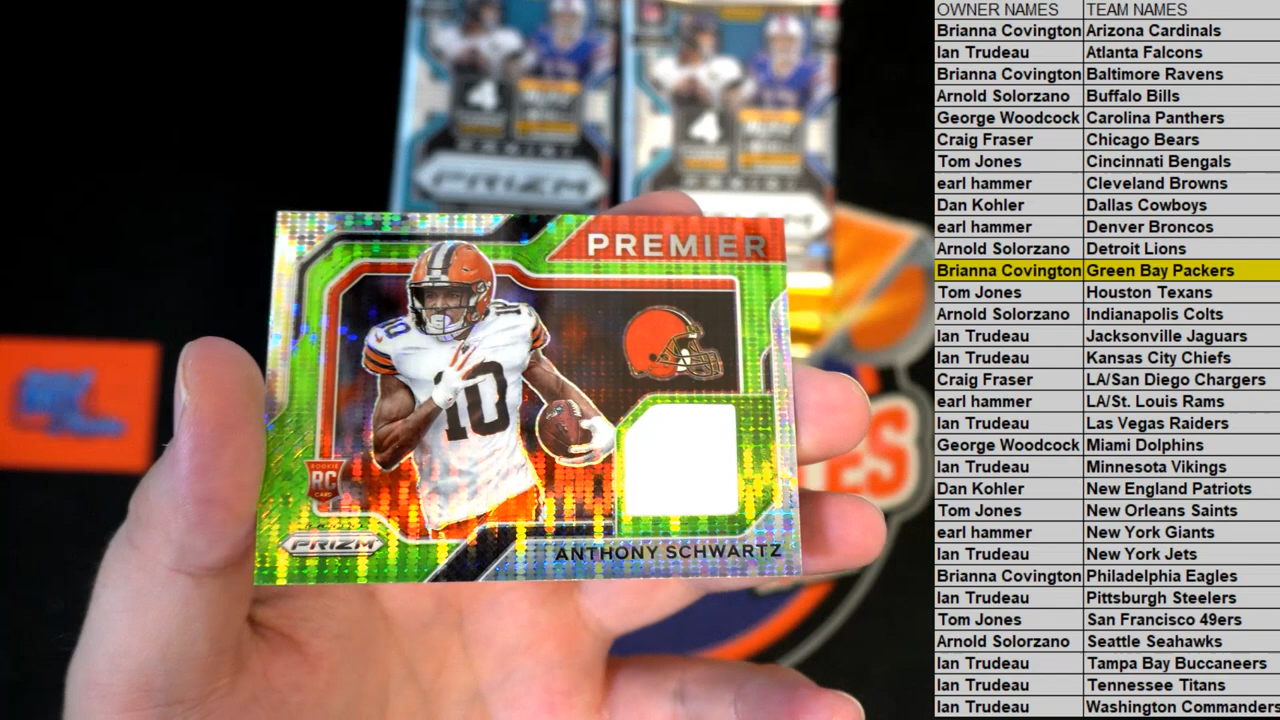 PREMIER
10
10
ROOKIE
RC
CARD
PRIZM
ANTHONY SCHWARTZ
4
4
PRIZM
PRIZM
OWNER NAMES TEAM NAMES
Brianna Covington Arizona Cardinals
Ian Trudeau Atlanta Falcons
Brianna Covington Baltimore Ravens
Arnold Solorzano Buffalo Bills
George Woodcock Carolina Panthers
Craig Fraser Chicago Bears
Tom Jones Cincinnati Bengals
earl hammer Cleveland Browns
Dan Kohler Dallas Cowboys
earl hammer Denver Broncos
Arnold Solorzano Detroit Lions
Brianna Covington Green Bay Packers
Tom Jones Houston Texans
Arnold Solorzano Indianapolis Colts
Ian Trudeau Jacksonville Jaguars
Ian Trudeau Kansas City Chiefs
Craig Fraser LA/San Diego Chargers
earl hammer LA/St. Louis Rams
Ian Trudeau Las Vegas Raiders
George Woodcock Miami Dolphins
Ian Trudeau Minnesota Vikings
Dan Kohler New England Patriots
Tom Jones New Orleans Saints
earl hammer New York Giants
Ian Trudeau New York Jets
Brianna Covington Philadelphia Eagles
Ian Trudeau Pittsburgh Steelers
Tom Jones San Francisco 49ers
Arnold Solorzano Seattle Seahawks
Ian Trudeau Tampa Bay Buccaneers
Ian Trudeau Tennessee Titans
Ian Trudeau Washington Commanders